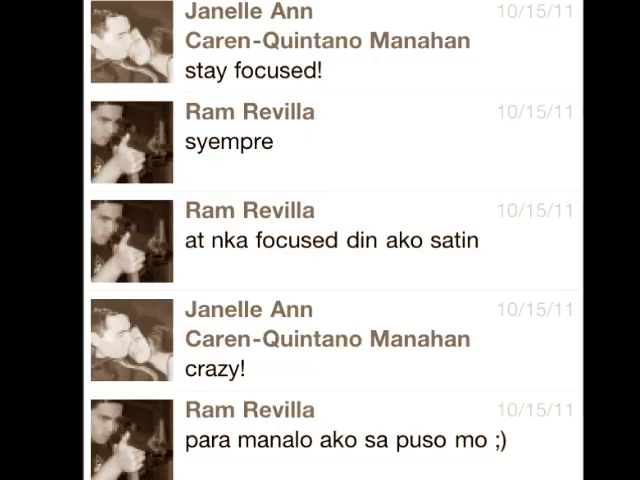 Janelle Ann 10/15/11
Caren-Quintano Manahan
stay focused!
Ram Revilla 10/15/11
syempre
Ram Revilla 10/15/11
at nka focused din ako satin
Janelle Ann 10/15/11
Caren-Quintano Manahan
crazy!
Ram Revilla 10/15/11
para manalo ako sa puso mo ;)